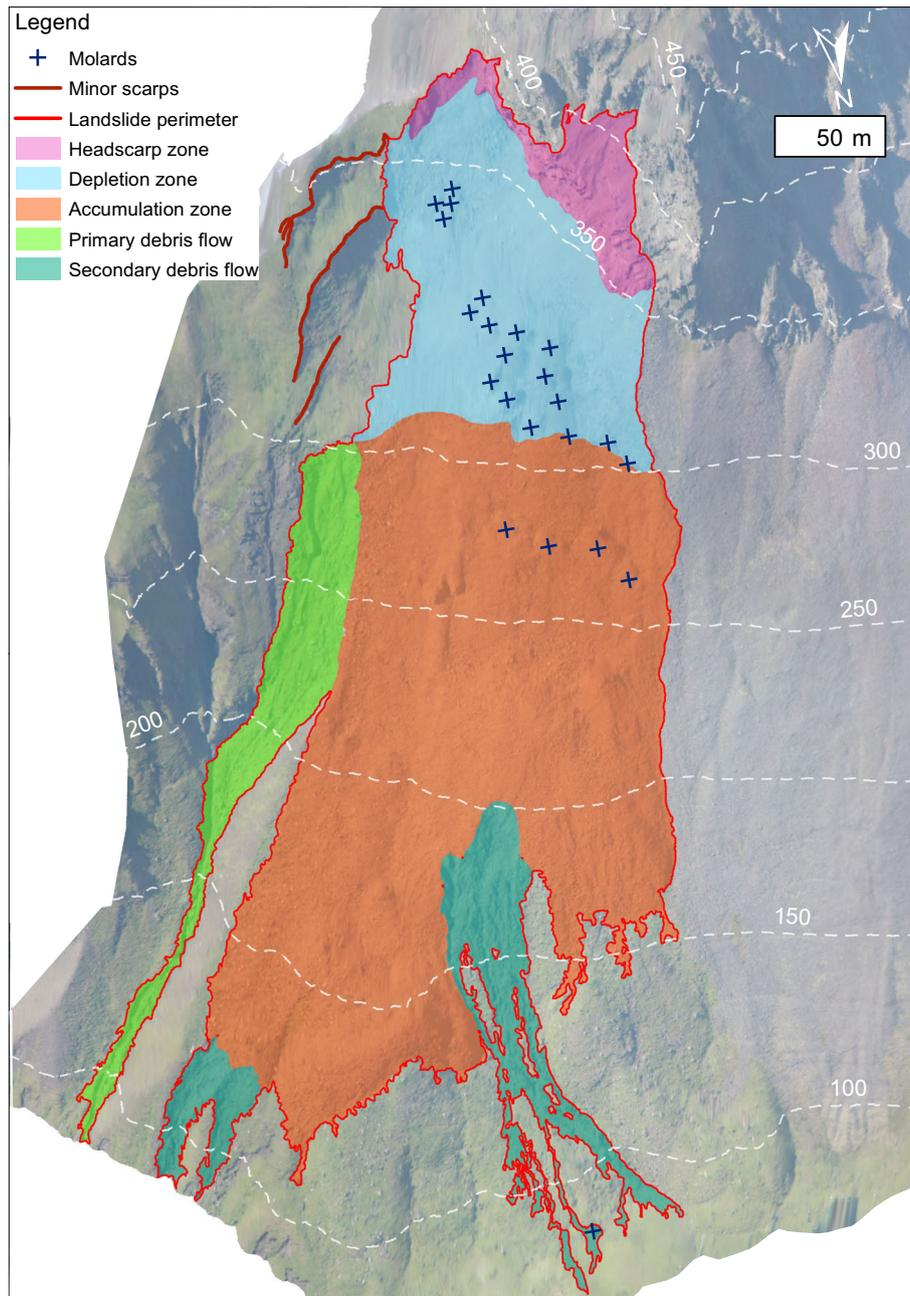 Legend
Molards
Minor scarps
Landslide perimeter
Headscarp zone
Depletion zone
Accumulation zone
Primary debris flow
Secondary debris flow
400
450
N
50 m
350
300
250
200
150
100